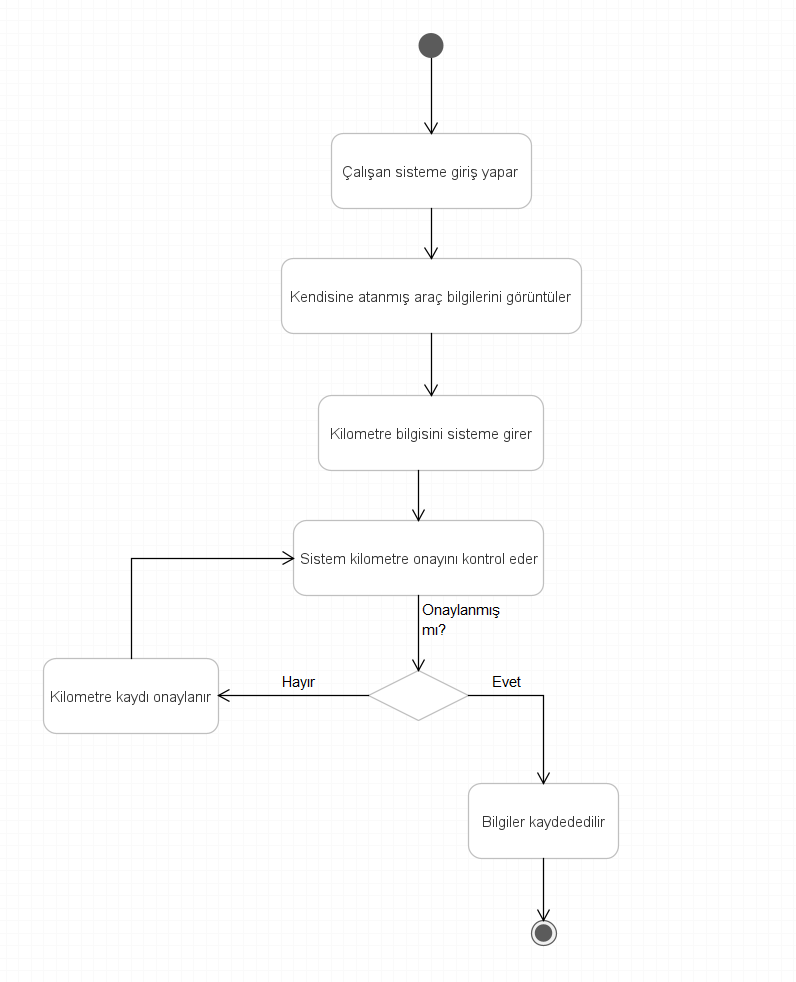 Çalışan sisteme giriş yapar
Kendisine atanmış araç bilgilerini görüntüler
Kilometre bilgisini sisteme girer
Sistem kilometre onayını kontrol eder
Onaylanmış
mı?
Hayır
Evet
Kilometre kaydı onaylanır
Bilgiler kaydededilir